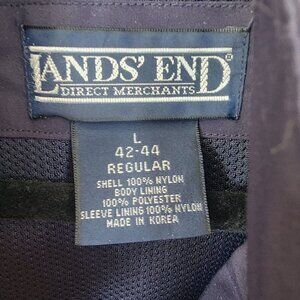 LANDS' END®
DIRECT MERCHANTS
L
42-44
REGULAR
SHELL 100% NYLON
BODY LINING
100% POLYESTER
SLEEVE LINING 100% NYLON
MADE IN KOREA